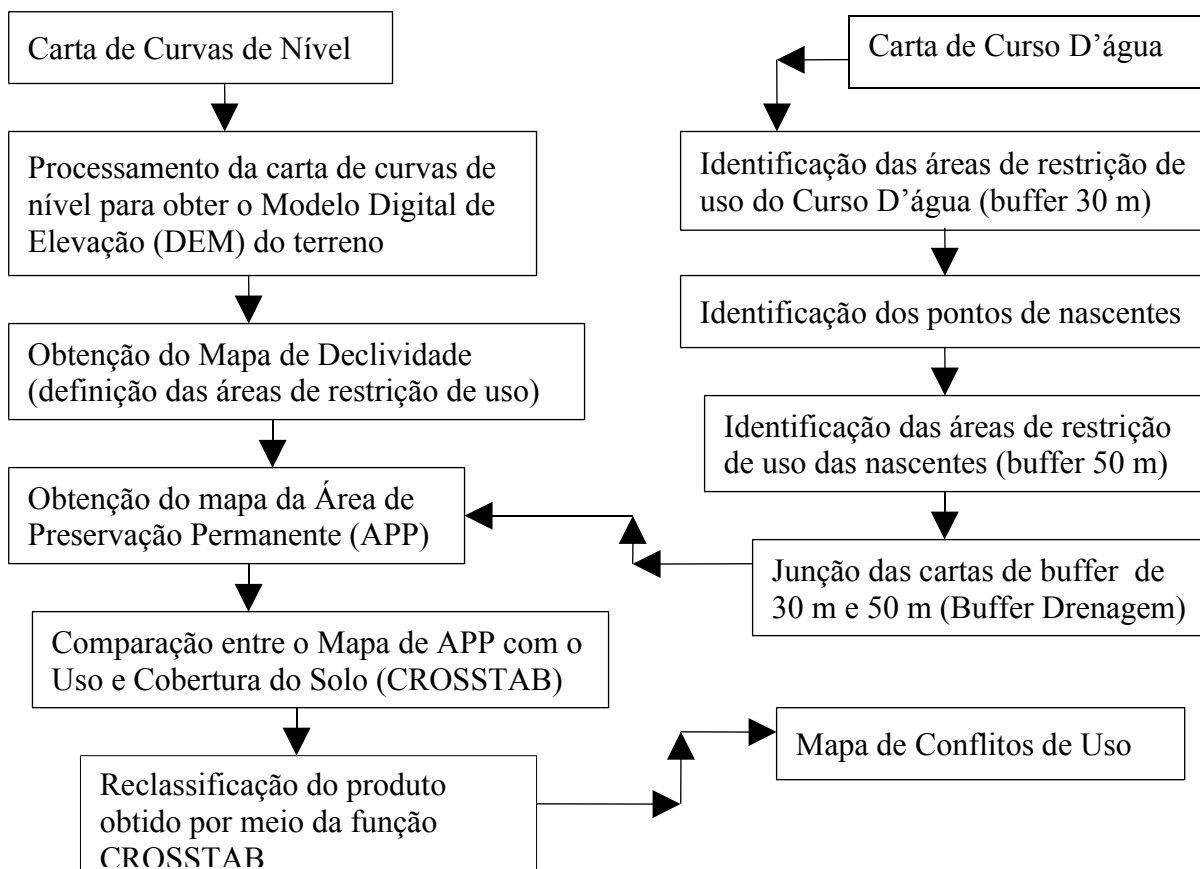 Carta de Curvas de Nível
Processamento da carta de curvas de
nível para obter o Modelo Digital de
Elevação (DEM) do terreno
Obtenção do Mapa de Declividade
(definição das áreas de restrição de uso)
Obtenção do mapa da Área de
Preservação Permanente (APP)
Comparação entre o Mapa de APP com o
Uso e Cobertura do Solo (CROSSTAB)
Reclassificação do produto
obtido por meio da função
CROSSTAB
Carta de Curso D’água
Identificação das áreas de restrição de
uso do Curso D’água (buffer 30 m)
Identificação dos pontos de nascentes
Identificação das áreas de restrição
de uso das nascentes (buffer 50 m)
Junção das cartas de buffer de
30 m e 50 m (Buffer Drenagem)
Mapa de Conflitos de Uso